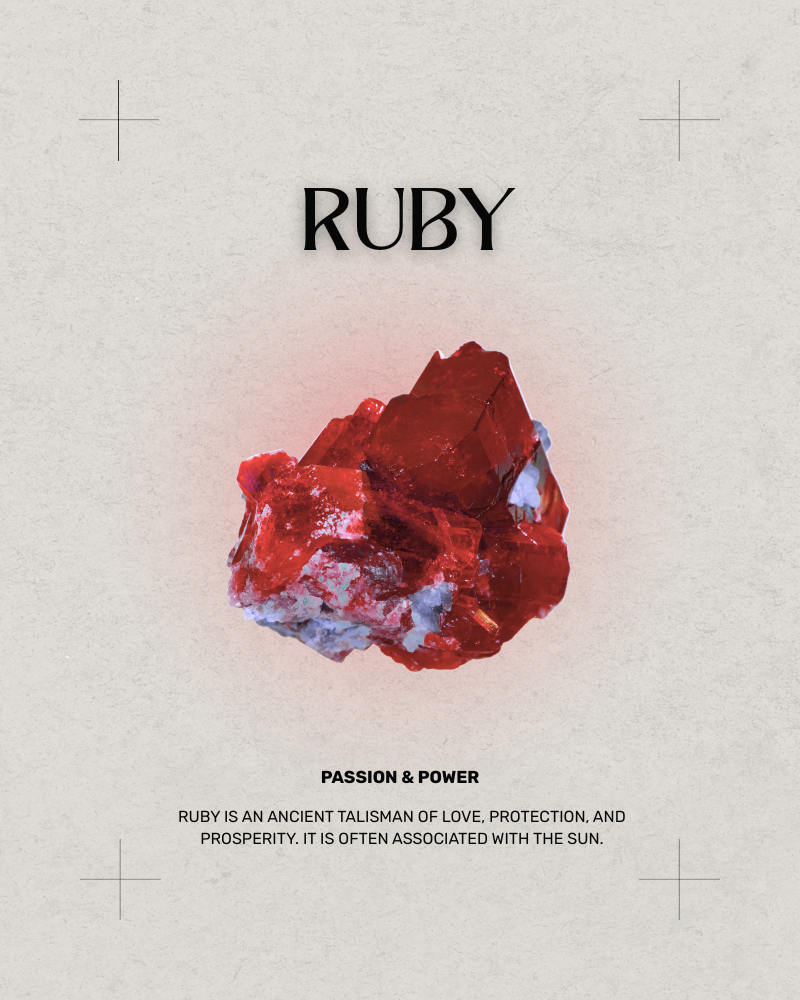 RUBY
PASSION & POWER
RUBY IS AN ANCIENT TALISMAN OF LOVE, PROTECTION, AND
PROSPERITY. IT IS OFTEN ASSOCIATED WITH THE SUN.